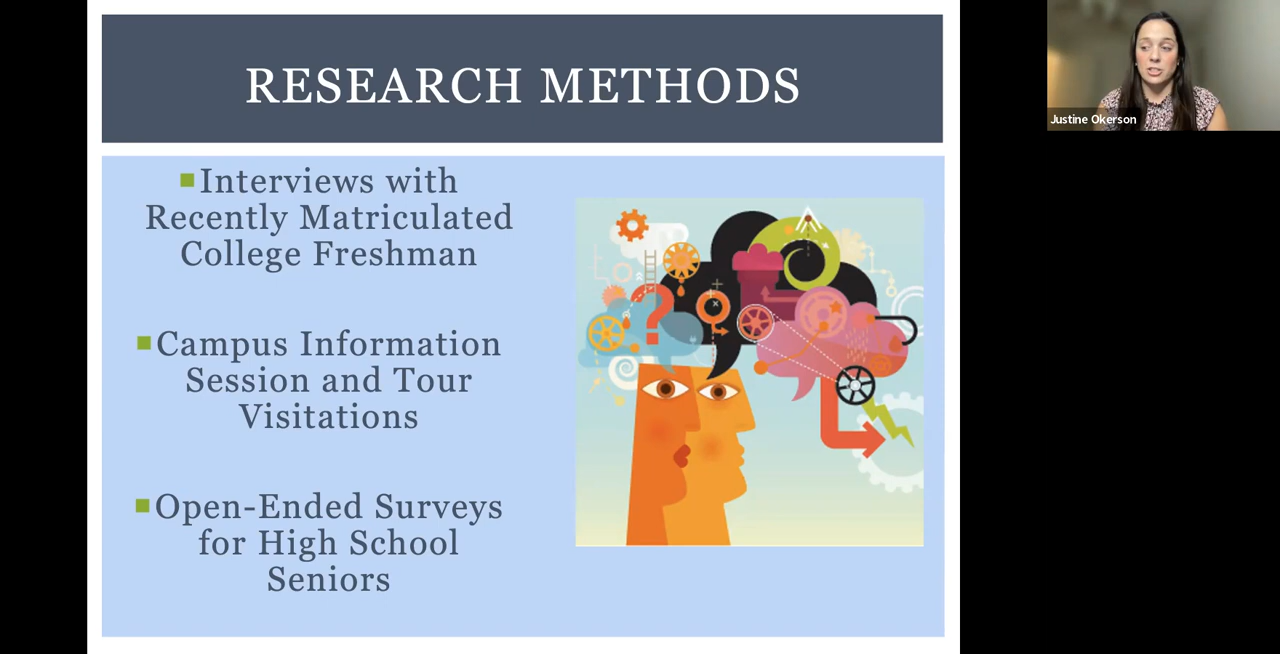 RESEARCH METHODS
Interviews with
Recently Matriculated
College Freshman
Campus Information
Session and Tour
Visitations
Open-Ended Surveys
for High School
Seniors
Justine Okerson